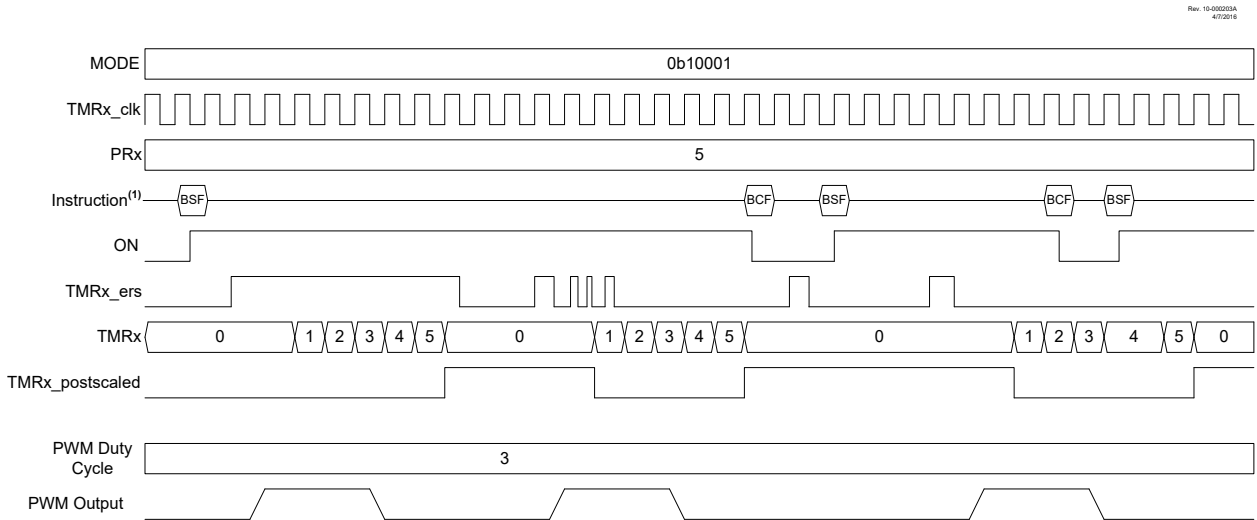 Rev. 10-000203A
4/7/2016
MODE 0b10001
TMRx_clk
PRx 5
Instruction(1) BSF BCF BSF BCF BSF
ON
TMRx_ers
TMRx 0 1 2 3 4 5 0 1 2 3 4 5 0 1 2 3 4 5 0
TMRx_postscaled
PWM Duty
Cycle 3
PWM Output